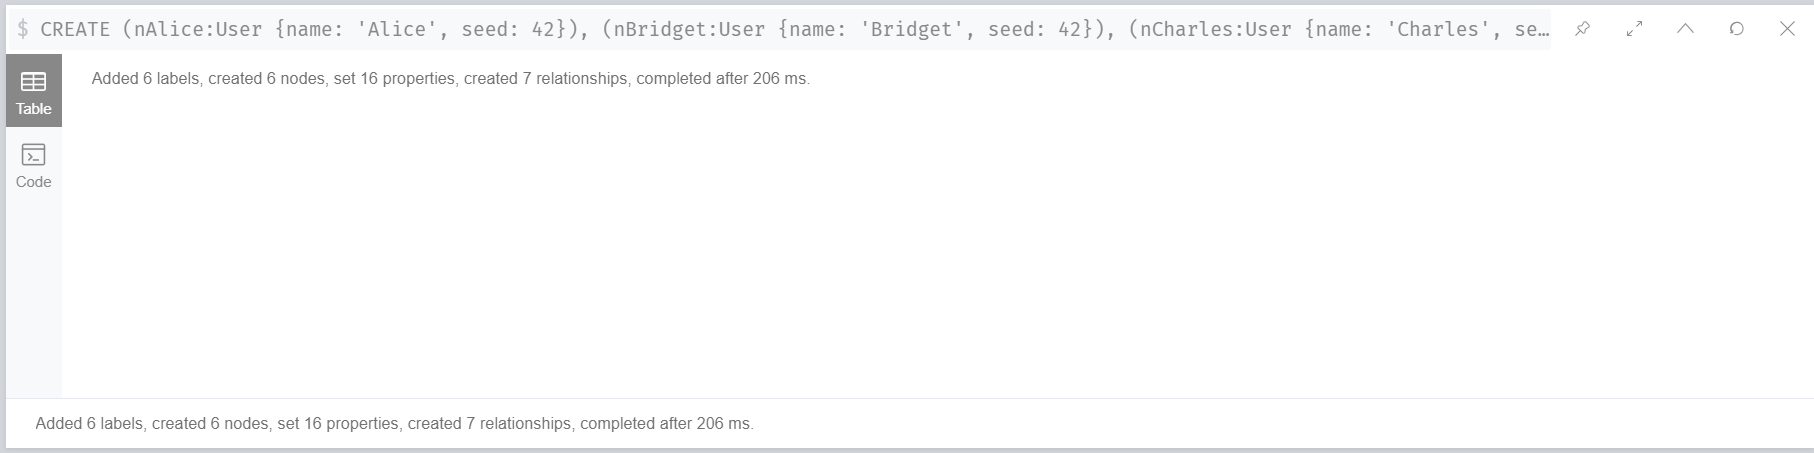 $ CREATE (nAlice:User {name: 'Alice', seed: 42}), (nBridget:User {name: 'Bridget', seed: 42}), (nCharles:User {name: 'Charles', se…
Added 6 labels, created 6 nodes, set 16 properties, created 7 relationships, completed after 206 ms.
Table
Code
Added 6 labels, created 6 nodes, set 16 properties, created 7 relationships, completed after 206 ms.